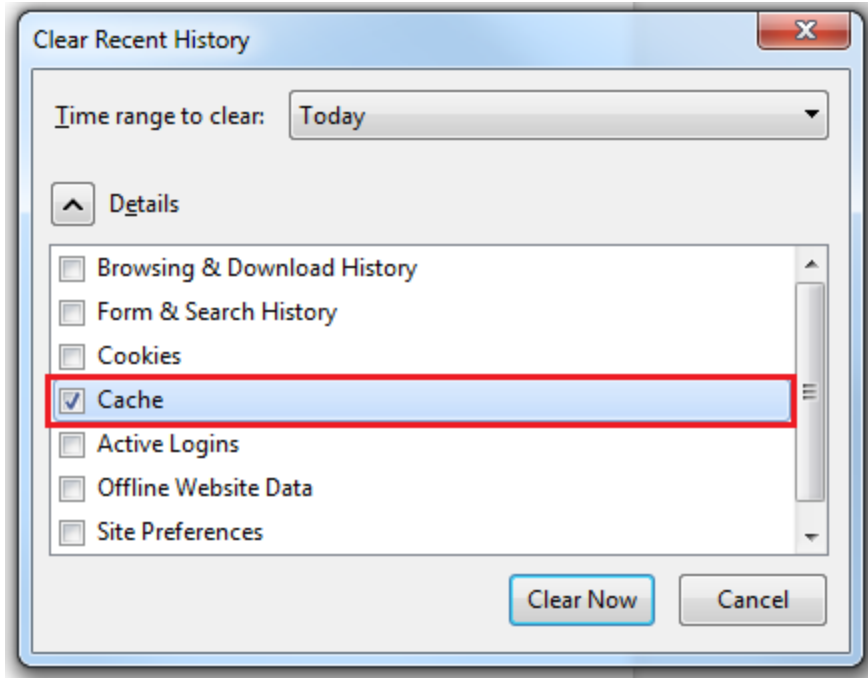 Clear Recent History
Time range to clear: Today
Details
Browsing & Download History
Form & Search History
Cookies
Cache
Active Logins
Offline Website Data
Site Preferences
Clear Now Cancel